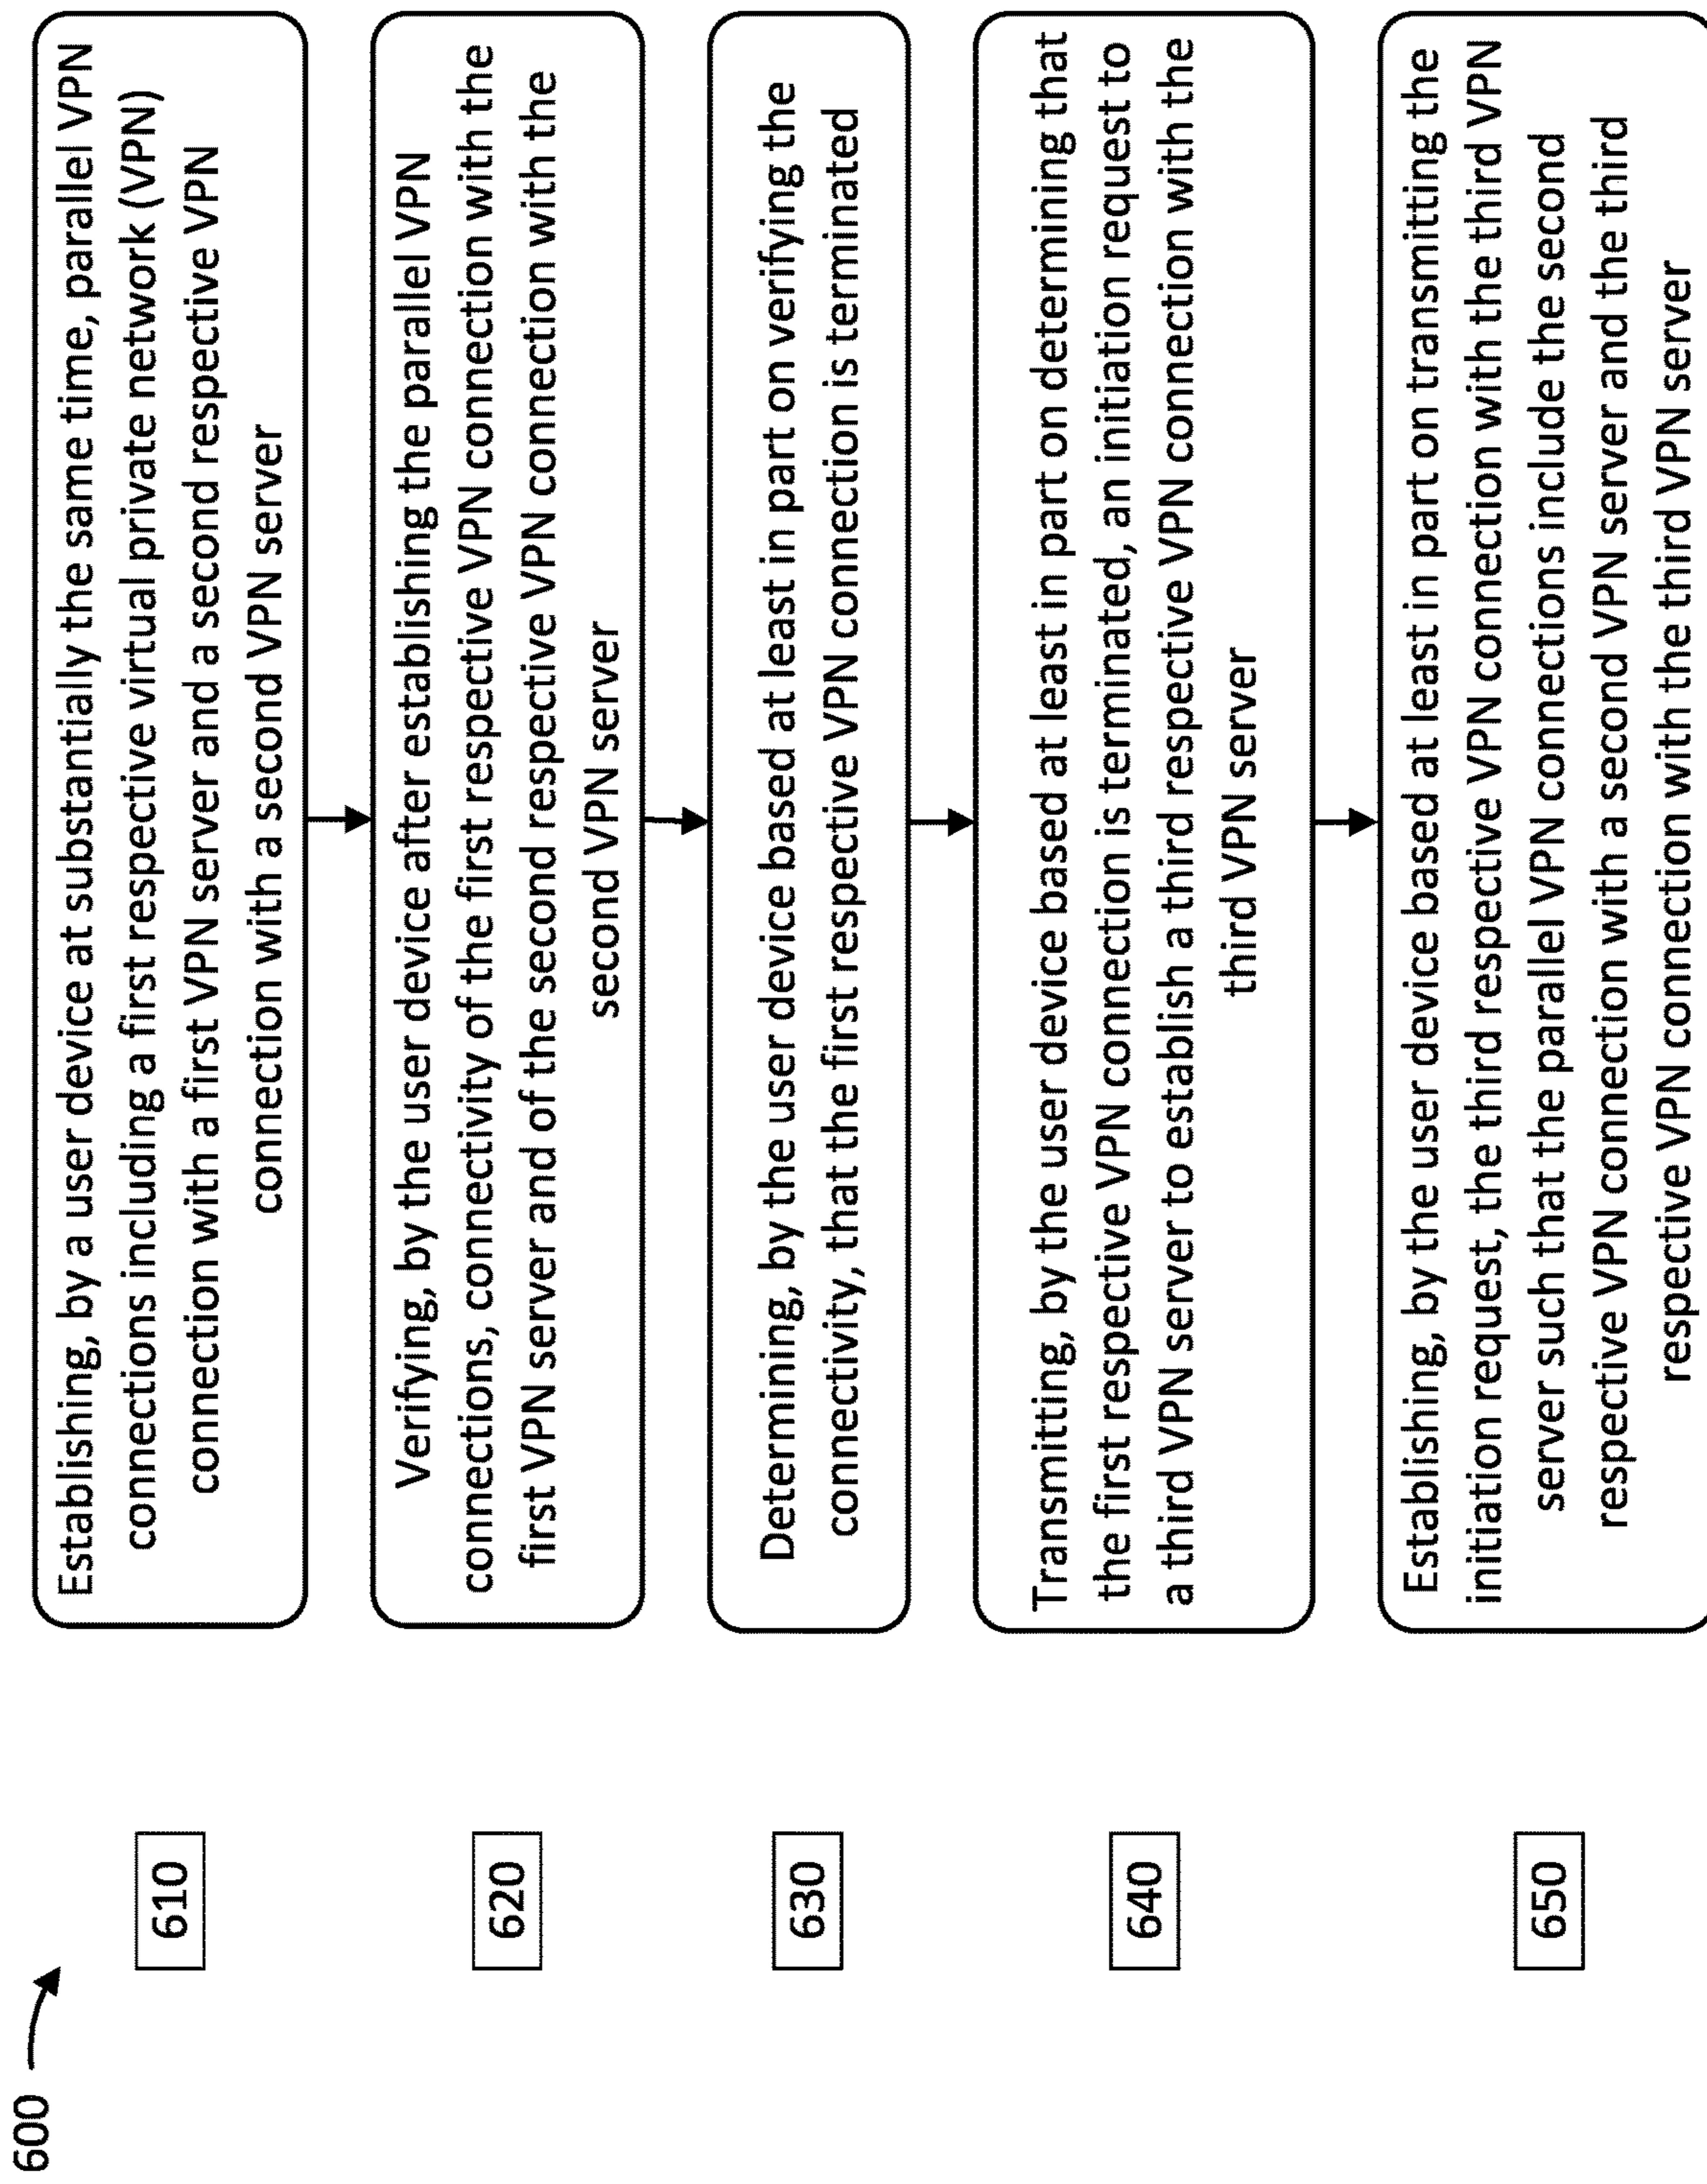 600
610
Establishing, by a user device at substantially the same time, parallel VPN
connections including a first respective virtual private network (VPN)
connection with a first VPN server and a second respective VPN
connection with a second VPN server
620
Verifying, by the user device after establishing the parallel VPN
connections, connectivity of the first respective VPN connection with the
first VPN server and of the second respective VPN connection with the
second VPN server
630
Determining, by the user device based at least in part on verifying the
connectivity, that the first respective VPN connection is terminated
640
Transmitting, by the user device based at least in part on determining that
the first respective VPN connection is terminated, an initiation request to
a third VPN server to establish a third respective VPN connection with the
third VPN server
650
Establishing, by the user device based at least in part on transmitting the
initiation request, the third respective VPN connection with the third VPN
server such that the parallel VPN connections include the second
respective VPN connection with a second VPN server and the third
respective VPN connection with the third VPN server